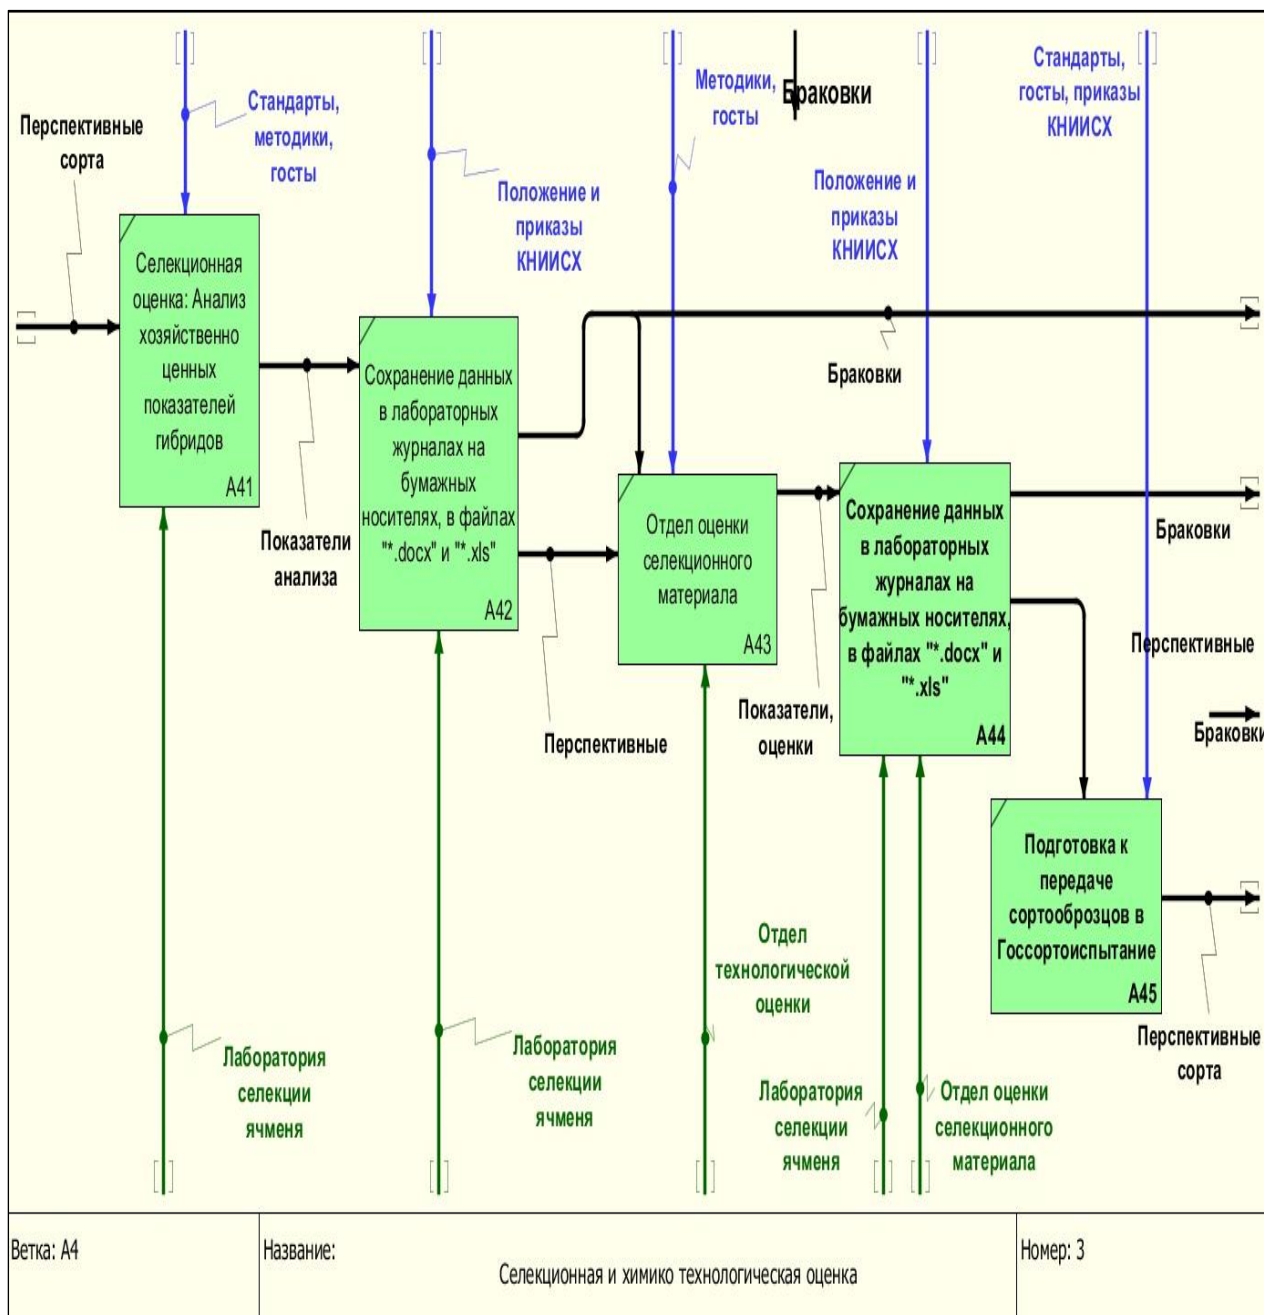 Перспективные
сорта
Стандарты,
методики,
госты
Положение и
приказы
КНИИСХ
Методики,
госты
Браковки
Положение и
приказы
КНИИСХ
Стандарты,
госты, приказы
КНИИСХ
Селекционная
оценка: Анализ
хозяйственно
ценных
показателей
гибридов
A41
Показатели
анализа
Сохранение данных
в лабораторных
журналах на
бумажных
носителях, в файлах
"*.docx" и "*.xls"
A42
Браковки
Перспективные
Отдел оценки
селекционного
материала
A43
Показатели,
оценки
Сохранение данных
в лабораторных
журналах на
бумажных носителях,
в файлах "*.docx" и
"*.xls"
A44
Браковки
Перспективные
Браковки
Подготовка к
передаче
сортооброзцов в
Госсортоиспытание
A45
Перспективные
сорта
Лаборатория
селекции
ячменя
Лаборатория
селекции
ячменя
Отдел
технологической
оценки
Лаборатория
селекции
ячменя
Отдел оценки
селекционного
материала
Ветка: A4
Название:
Селекционная и химико технологическая оценка
Номер: 3